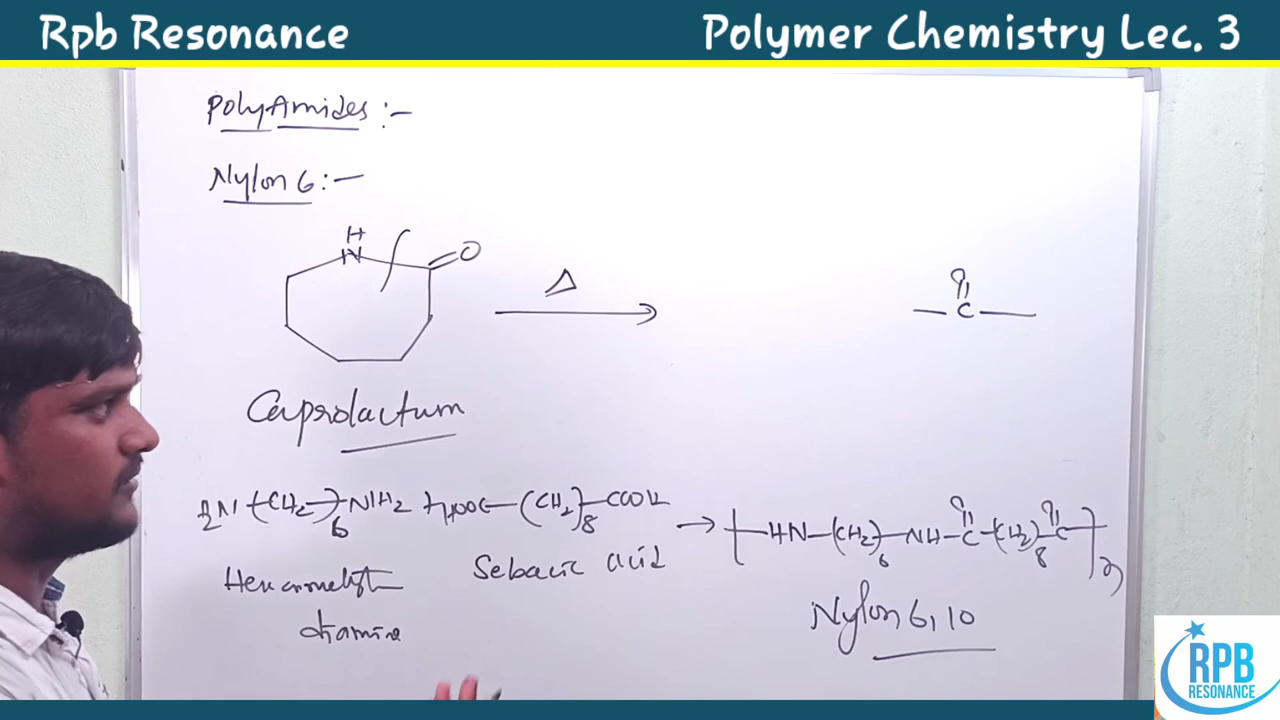 Rpb Resonance
Polymer Chemistry Lec. 3
PolyAmides :-
Nylon 6 :-
H
N
O
Δ
O
C
Caprolactum
H2N-(CH2)6-NH2 + HOOC-(CH2)8-COOH → [-HN-(CH2)6-NH-C(=O)-(CH2)8-C(=O)-]n
Sebacic acid
diamine
Nylon 6,10
RPB
RESONANCE